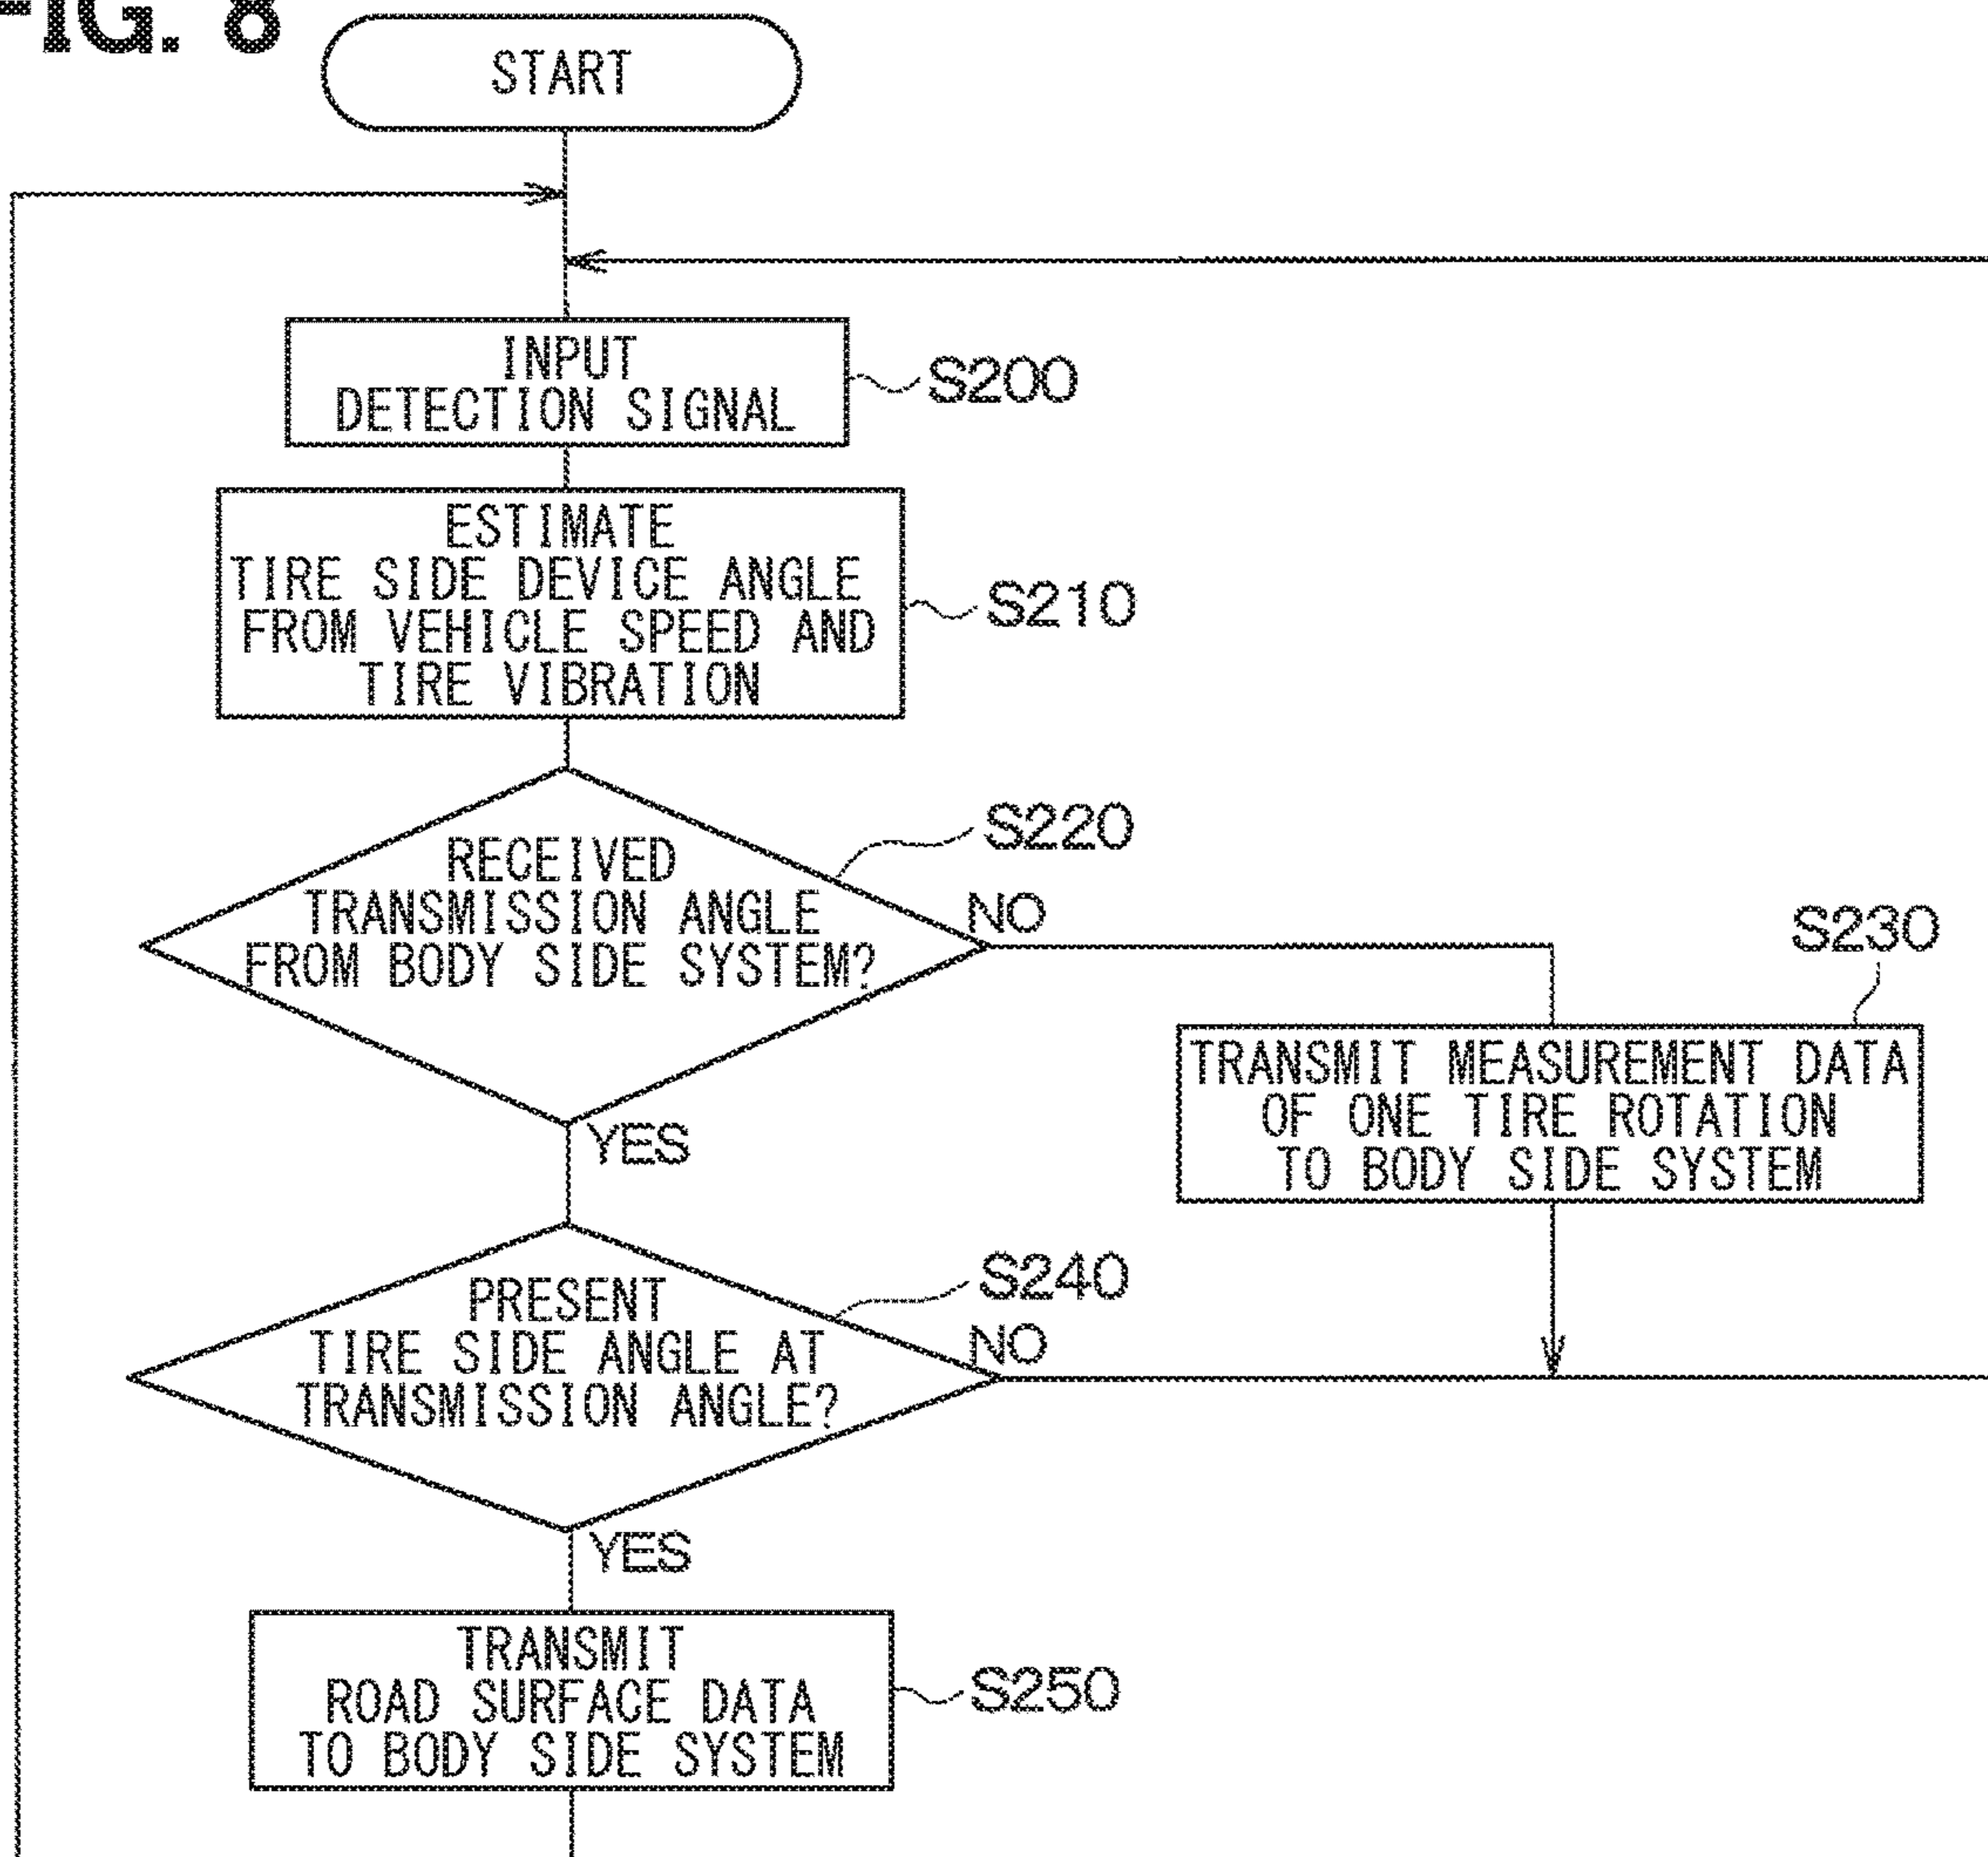 FIG. 8
START
INPUT
DETECTION SIGNAL
S200
ESTIMATE
TIRE SIDE DEVICE ANGLE
FROM VEHICLE SPEED AND
TIRE VIBRATION
S210
RECEIVED
TRANSMISSION ANGLE
FROM BODY SIDE SYSTEM?
S220
NO
S230
TRANSMIT MEASUREMENT DATA
OF ONE TIRE ROTATION
TO BODY SIDE SYSTEM
YES
PRESENT
TIRE SIDE ANGLE AT
TRANSMISSION ANGLE?
S240
NO
YES
TRANSMIT
ROAD SURFACE DATA
TO BODY SIDE SYSTEM
S250